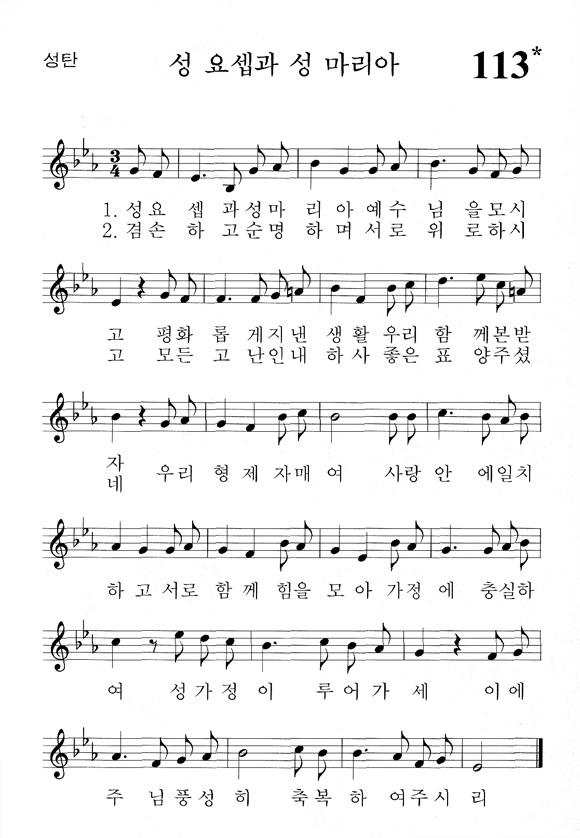 성탄
성 요셉과 성 마리아
113*
3
4
1. 성요 셉 과성마 리 아예수 님 을모시
2. 겸손 하 고순명 하 며서로 위 로하시
고 평화 롭 게지낸 생 활우리 함 께본받
고 모든 고 난인내 하 사좋은 표 양주셨
자 우리 형 제자매 여 사랑 안 에일치
네
하 고서로 함 께힘을 모 아가정 에 충실하
여 성가정 이 루어가 세 이에
주 님풍성 히 축복 하 여주시 리